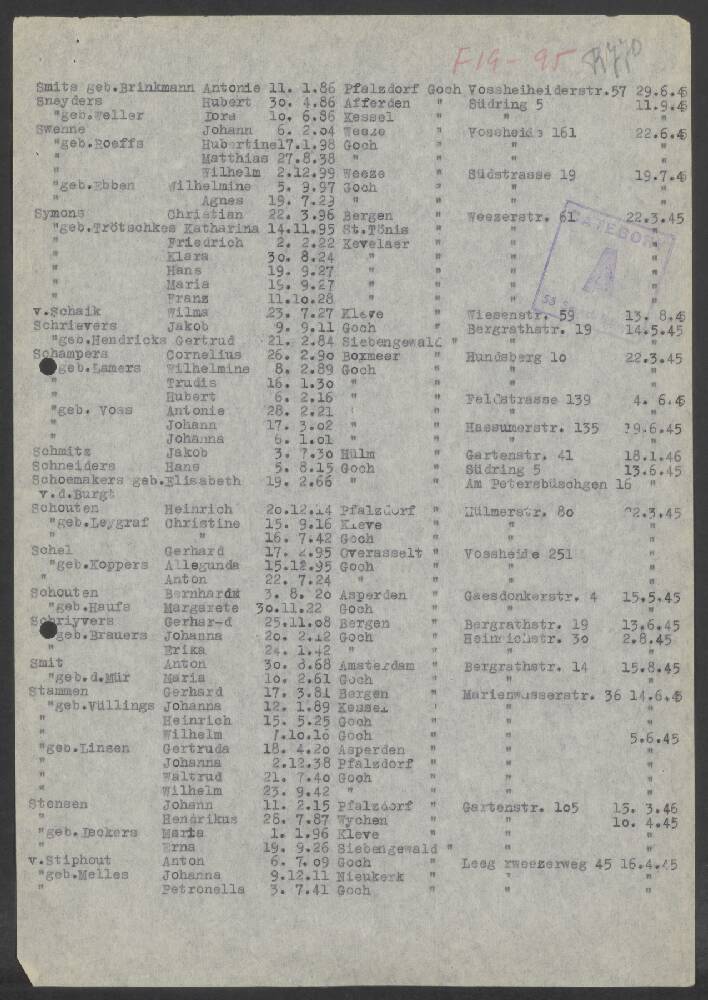 F19 - 95
Smits geb.Brinkmann Antonie 11. 1.86 Pfalzdorf Goch Vossheiheiderstr.57 29.6.45
Sneyders Hubert 30. 4.86 Afferden " Südring 5 11.9.45
"geb.Weller Dora 10. 6.86 Kessel " " "
Swenne Johann 6. 2.04 Weeze " Vossheide 161 22.6.45
"geb.Roeffs Hubertine17.1.98 Goch " " "
" Matthias 27.8.38 " " " "
" Wilhelm 2.12.99 Weeze " Südstrasse 19 19.7.45
"geb.Ebben Wilhelmine 5. 9.97 Goch " " "
" Agnes 19. 7.29 " " " "
Symons Christian 22. 3.96 Bergen " Weezerstr. 61 22.3.45
"geb.Trötschkes Katharina 14.11.95 St.Tönis " " "
" Friedrich 2. 2.22 Kevelaer " " "
" Klara 30. 8.24 " " " "
" Hans 19. 9.27 " " " "
" Maria 19. 9.27 " " " "
" Franz 11.10.28 " " " "
CATEGORY
A
v.Schaik Wilma 23. 7.27 Kleve " Wiesenstr. 59 13. 8.45
Schrievers Jakob 9. 9.11 Goch " Bergrathstr. 19 14.5.45
"geb.Hendricks Gertrud 21. 2.84 Siebengewald " " "
Schampers Cornelius 26. 2.90 Boxmeer " Hundsberg 10 22.3.45
geb.Lamers Wilhelmine 8. 2.89 Goch " " "
" Trudis 16. 1.30 " " " "
" Hubert 6. 2.16 " " Feldstrasse 139 4. 6.45
"geb. Voss Antonie 28. 2.21 " " " "
" Johann 17. 3.02 " " Hassumerstr. 135 29.6.45
" Johanna 6. 1.01 " " " "
Schmitz Jakob 3. 7.30 Hülm " Gartenstr. 41 18.1.46
Schneiders Hans 5. 8.15 Goch " Südring 5 13.6.45
Schoemakers geb.Elisabeth 19. 2.66 " " Am Petersbüschgen 16 "
v.d.Burgt
Schouten Heinrich 20.12.14 Pfalzdorf " Hülmerstr. 80 22.3.45
"geb.Leygraf Christine 15. 9.16 Kleve " " "
" " 16. 7.42 Goch " " "
Schel Gerhard 17. 2.95 Overasselt " Vossheide 251 "
"geb.Koppers Allegunda 15.12.95 Goch " " "
" Anton 22. 7.24 " " " "
Schouten Bernhardx 3. 8. 20 Asperden " Gaesdonkerstr. 4 15.5.45
"geb.Haufs Margarete 30.11.22 Goch " " "
Schriyvers Gerhar-d 25.11.08 Bergen " Bergrathstr. 19 13.6.45
geb.Brauers Johanna 20. 2.12 Goch " Heinrichstr. 30 2.8.45
" Erika 24. 1.42 " " " "
Smit Anton 30. 8.68 Amsterdam " Bergrathstr. 14 15.8.45
"geb.d.Mür Maria 10. 2.61 Goch " " "
Stammen Gerhard 17. 3.81 Bergen " Marienwasserstr. 36 14.6.45
"geb.Vüllings Johanna 12. 1.89 Kessel " " "
" Heinrich 15. 5.25 Goch " " "
" Wilhelm 7.10.16 Goch " " 5.6.45
"geb.Linsen Gertruda 18. 4.20 Asperden " " "
" Johanna 2.12.38 Pfalzdorf " " "
" Waltrud 21. 7.40 Goch " " "
" Wilhelm 23. 9.42 " " " "
Stensen Johann 11. 2.15 Pfalzdorf " Gartenstr. 105 15. 3.46
" Hendrikus 28. 7.87 Wychen " " 10. 4.45
"geb.Deckers Maria 1. 1.96 Kleve " " "
" Erna 19. 9.26 Siebengewald " " "
v.Stiphout Anton 6. 7.09 Goch " Leeg Xweezerweg 45 16.4.45
"geb.Melles Johanna 9.12.11 Nieukerk " " "
" Petronella 3. 7.41 Goch " " "